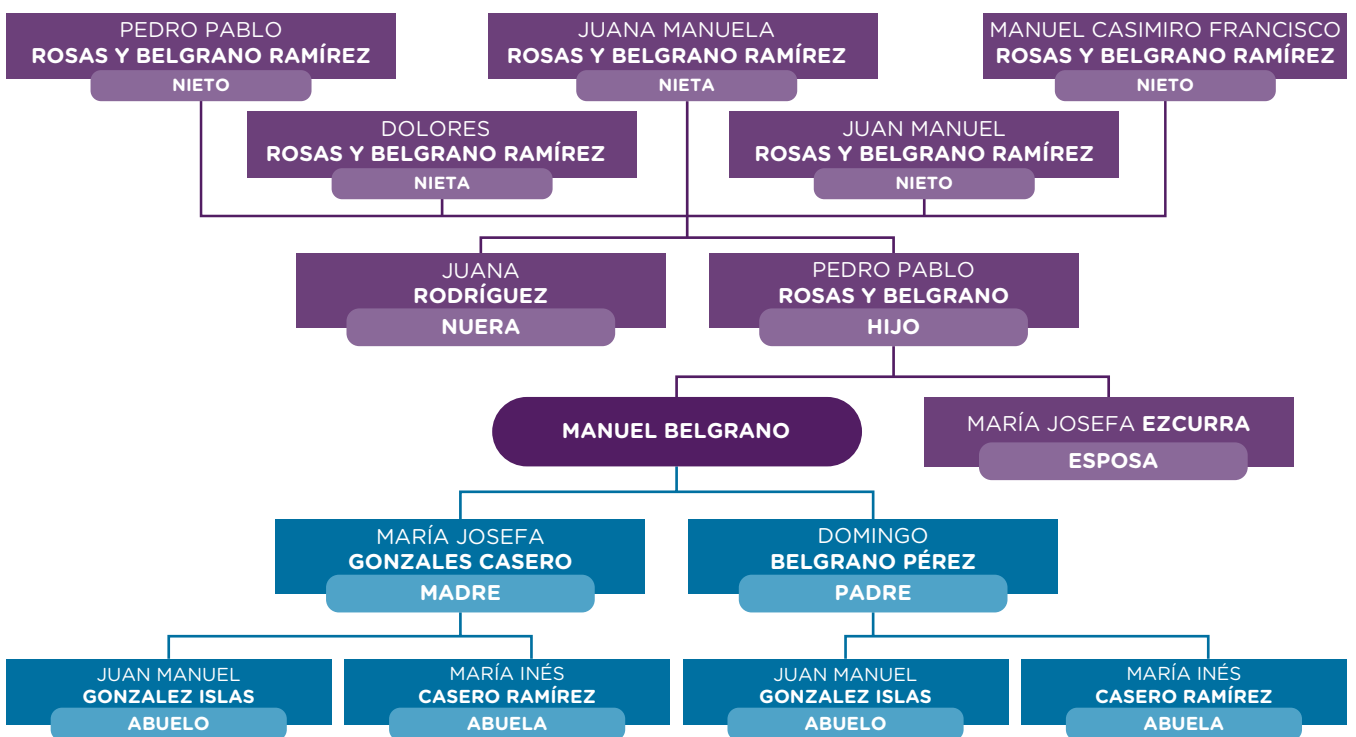 PEDRO PABLO
ROSAS Y BELGRANO RAMÍREZ
NIETO
JUANA MANUELA
ROSAS Y BELGRANO RAMÍREZ
NIETA
MANUEL CASIMIRO FRANCISCO
ROSAS Y BELGRANO RAMÍREZ
NIETO
DOLORES
ROSAS Y BELGRANO RAMÍREZ
NIETA
JUAN MANUEL
ROSAS Y BELGRANO RAMÍREZ
NIETO
JUANA
RODRÍGUEZ
NUERA
PEDRO PABLO
ROSAS Y BELGRANO
HIJO
MANUEL BELGRANO
MARÍA JOSEFA EZCURRA
ESPOSA
MARÍA JOSEFA
GONZALES CASERO
MADRE
DOMINGO
BELGRANO PÉREZ
PADRE
JUAN MANUEL
GONZALEZ ISLAS
ABUELO
MARÍA INÉS
CASERO RAMÍREZ
ABUELA
JUAN MANUEL
GONZALEZ ISLAS
ABUELO
MARÍA INÉS
CASERO RAMÍREZ
ABUELA